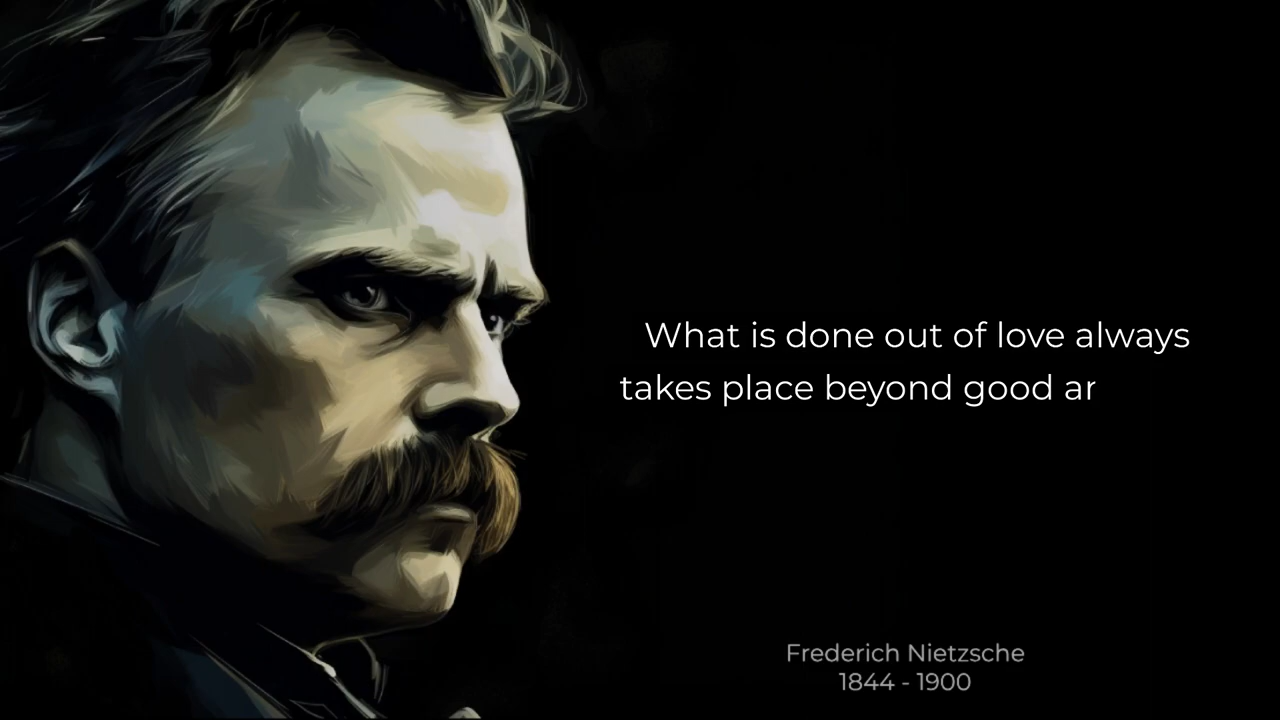 What is done out of love always
takes place beyond good ar
Frederich Nietzsche
1844 - 1900